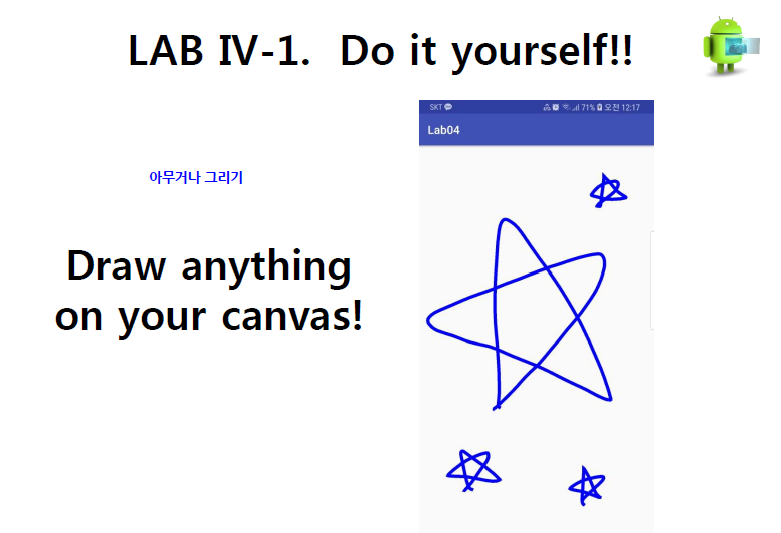 LAB IV-1.  Do it yourself!!
아무거나 그리기
Draw anything
on your canvas!
SKT 71% 오전 12:17
Lab04